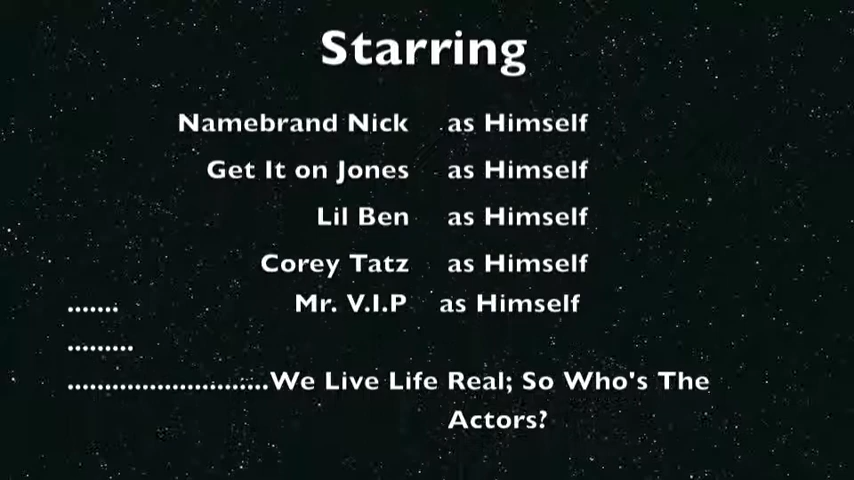 Starring
Namebrand Nick as Himself
Get It on Jones as Himself
Lil Ben as Himself
Corey Tatz as Himself
....... Mr. V.I.P as Himself
.........
...........................We Live Life Real; So Who's The
Actors?